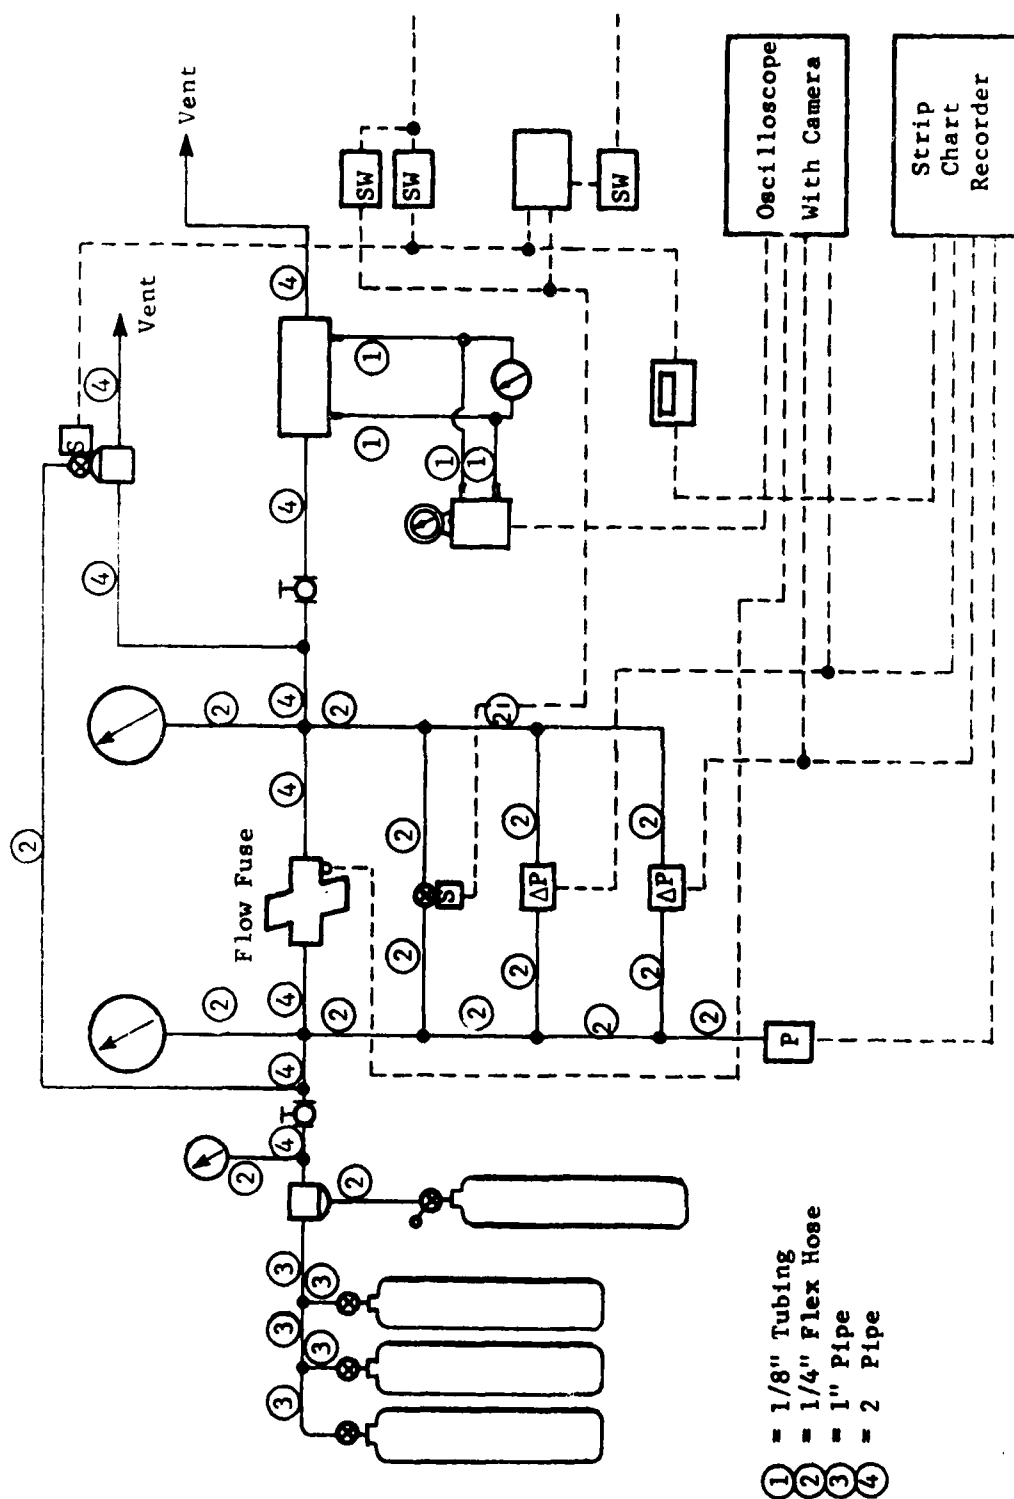 ②
S
④ ④
Vent
Vent
② ②
②
Flow Fuse
③ ③ ③ ④ ④ ④ ④ ④ ④ ④
③ ③
② ②
②
① ①
SW
② ②
SW
S
①
①
② ②
② ②
ΔP
② SW
② ②
ΔP
②
P
Oscilloscope
With Camera
Strip
Chart
Recorder
① = 1/8" Tubing
② = 1/4" Flex Hose
③ = 1" Pipe
④ = 2 Pipe